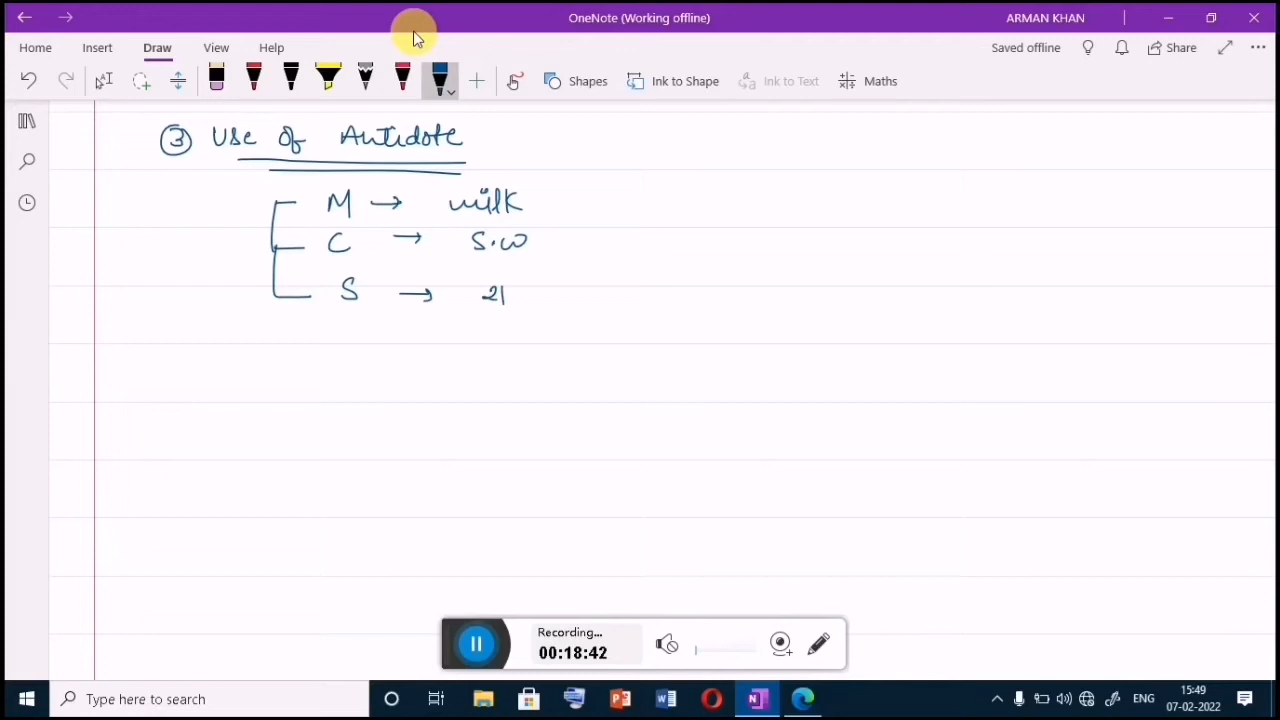 OneNote (Working offline)
ARMAN KHAN
Home Insert Draw View Help
Saved offline
Share
Shapes
Ink to Shape
Ink to Text
Maths
③ Use of Antidote
M → milk
C → S.W
S → 21
Recording...
00:18:42
Type here to search
ENG
15:49
07-02-2022